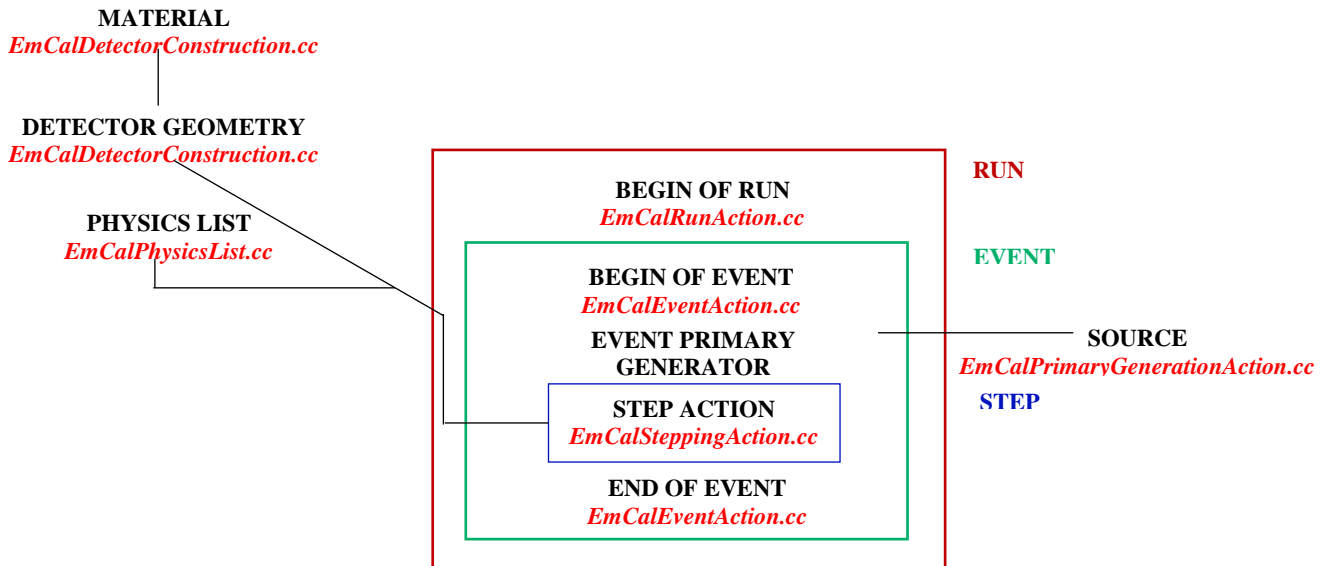 MATERIAL
EmCalDetectorConstruction.cc
DETECTOR GEOMETRY
EmCalDetectorConstruction.cc
PHYSICS LIST
EmCalPhysicsList.cc
RUN
BEGIN OF RUN
EmCalRunAction.cc
EVENT
BEGIN OF EVENT
EmCalEventAction.cc
EVENT PRIMARY
GENERATOR
SOURCE
EmCalPrimaryGenerationAction.cc
STEP
STEP ACTION
EmCalSteppingAction.cc
END OF EVENT
EmCalEventAction.cc